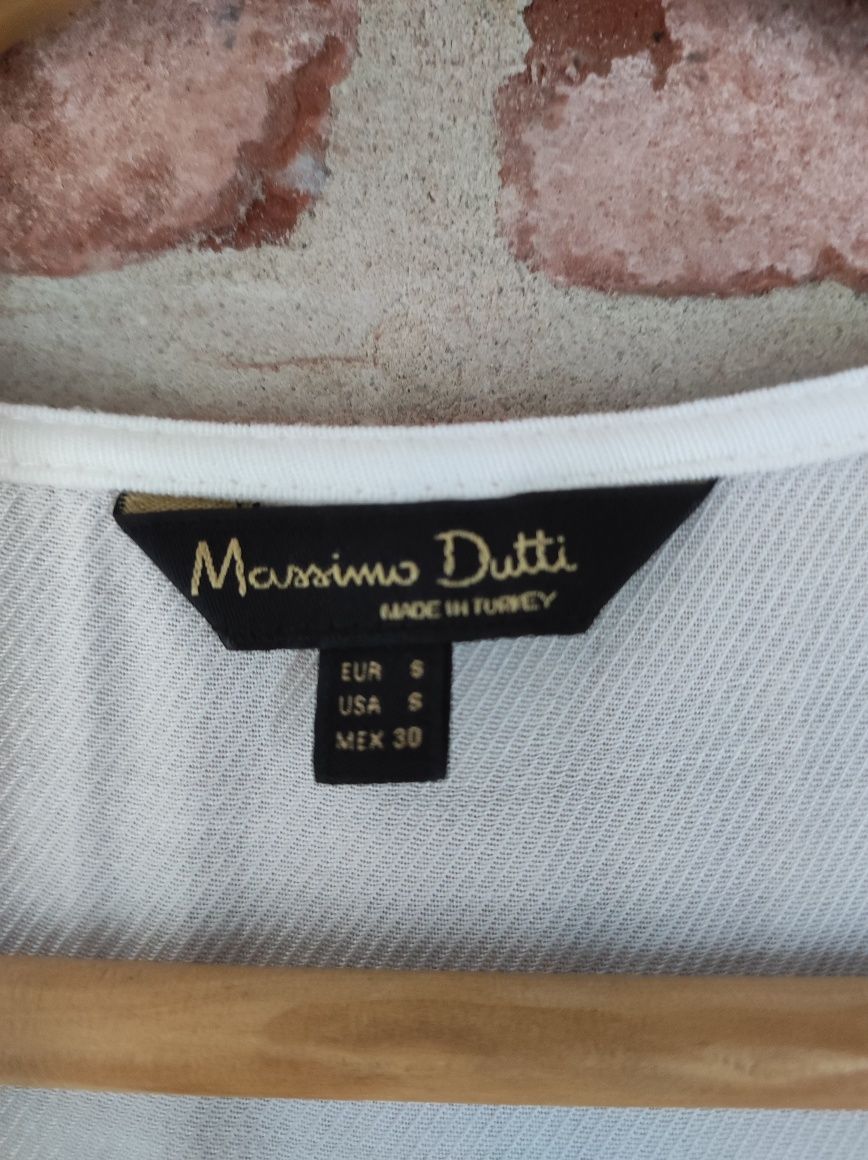 Massimo Dutti
MADE IN TURKEY
EUR S
USA S
MEX 30